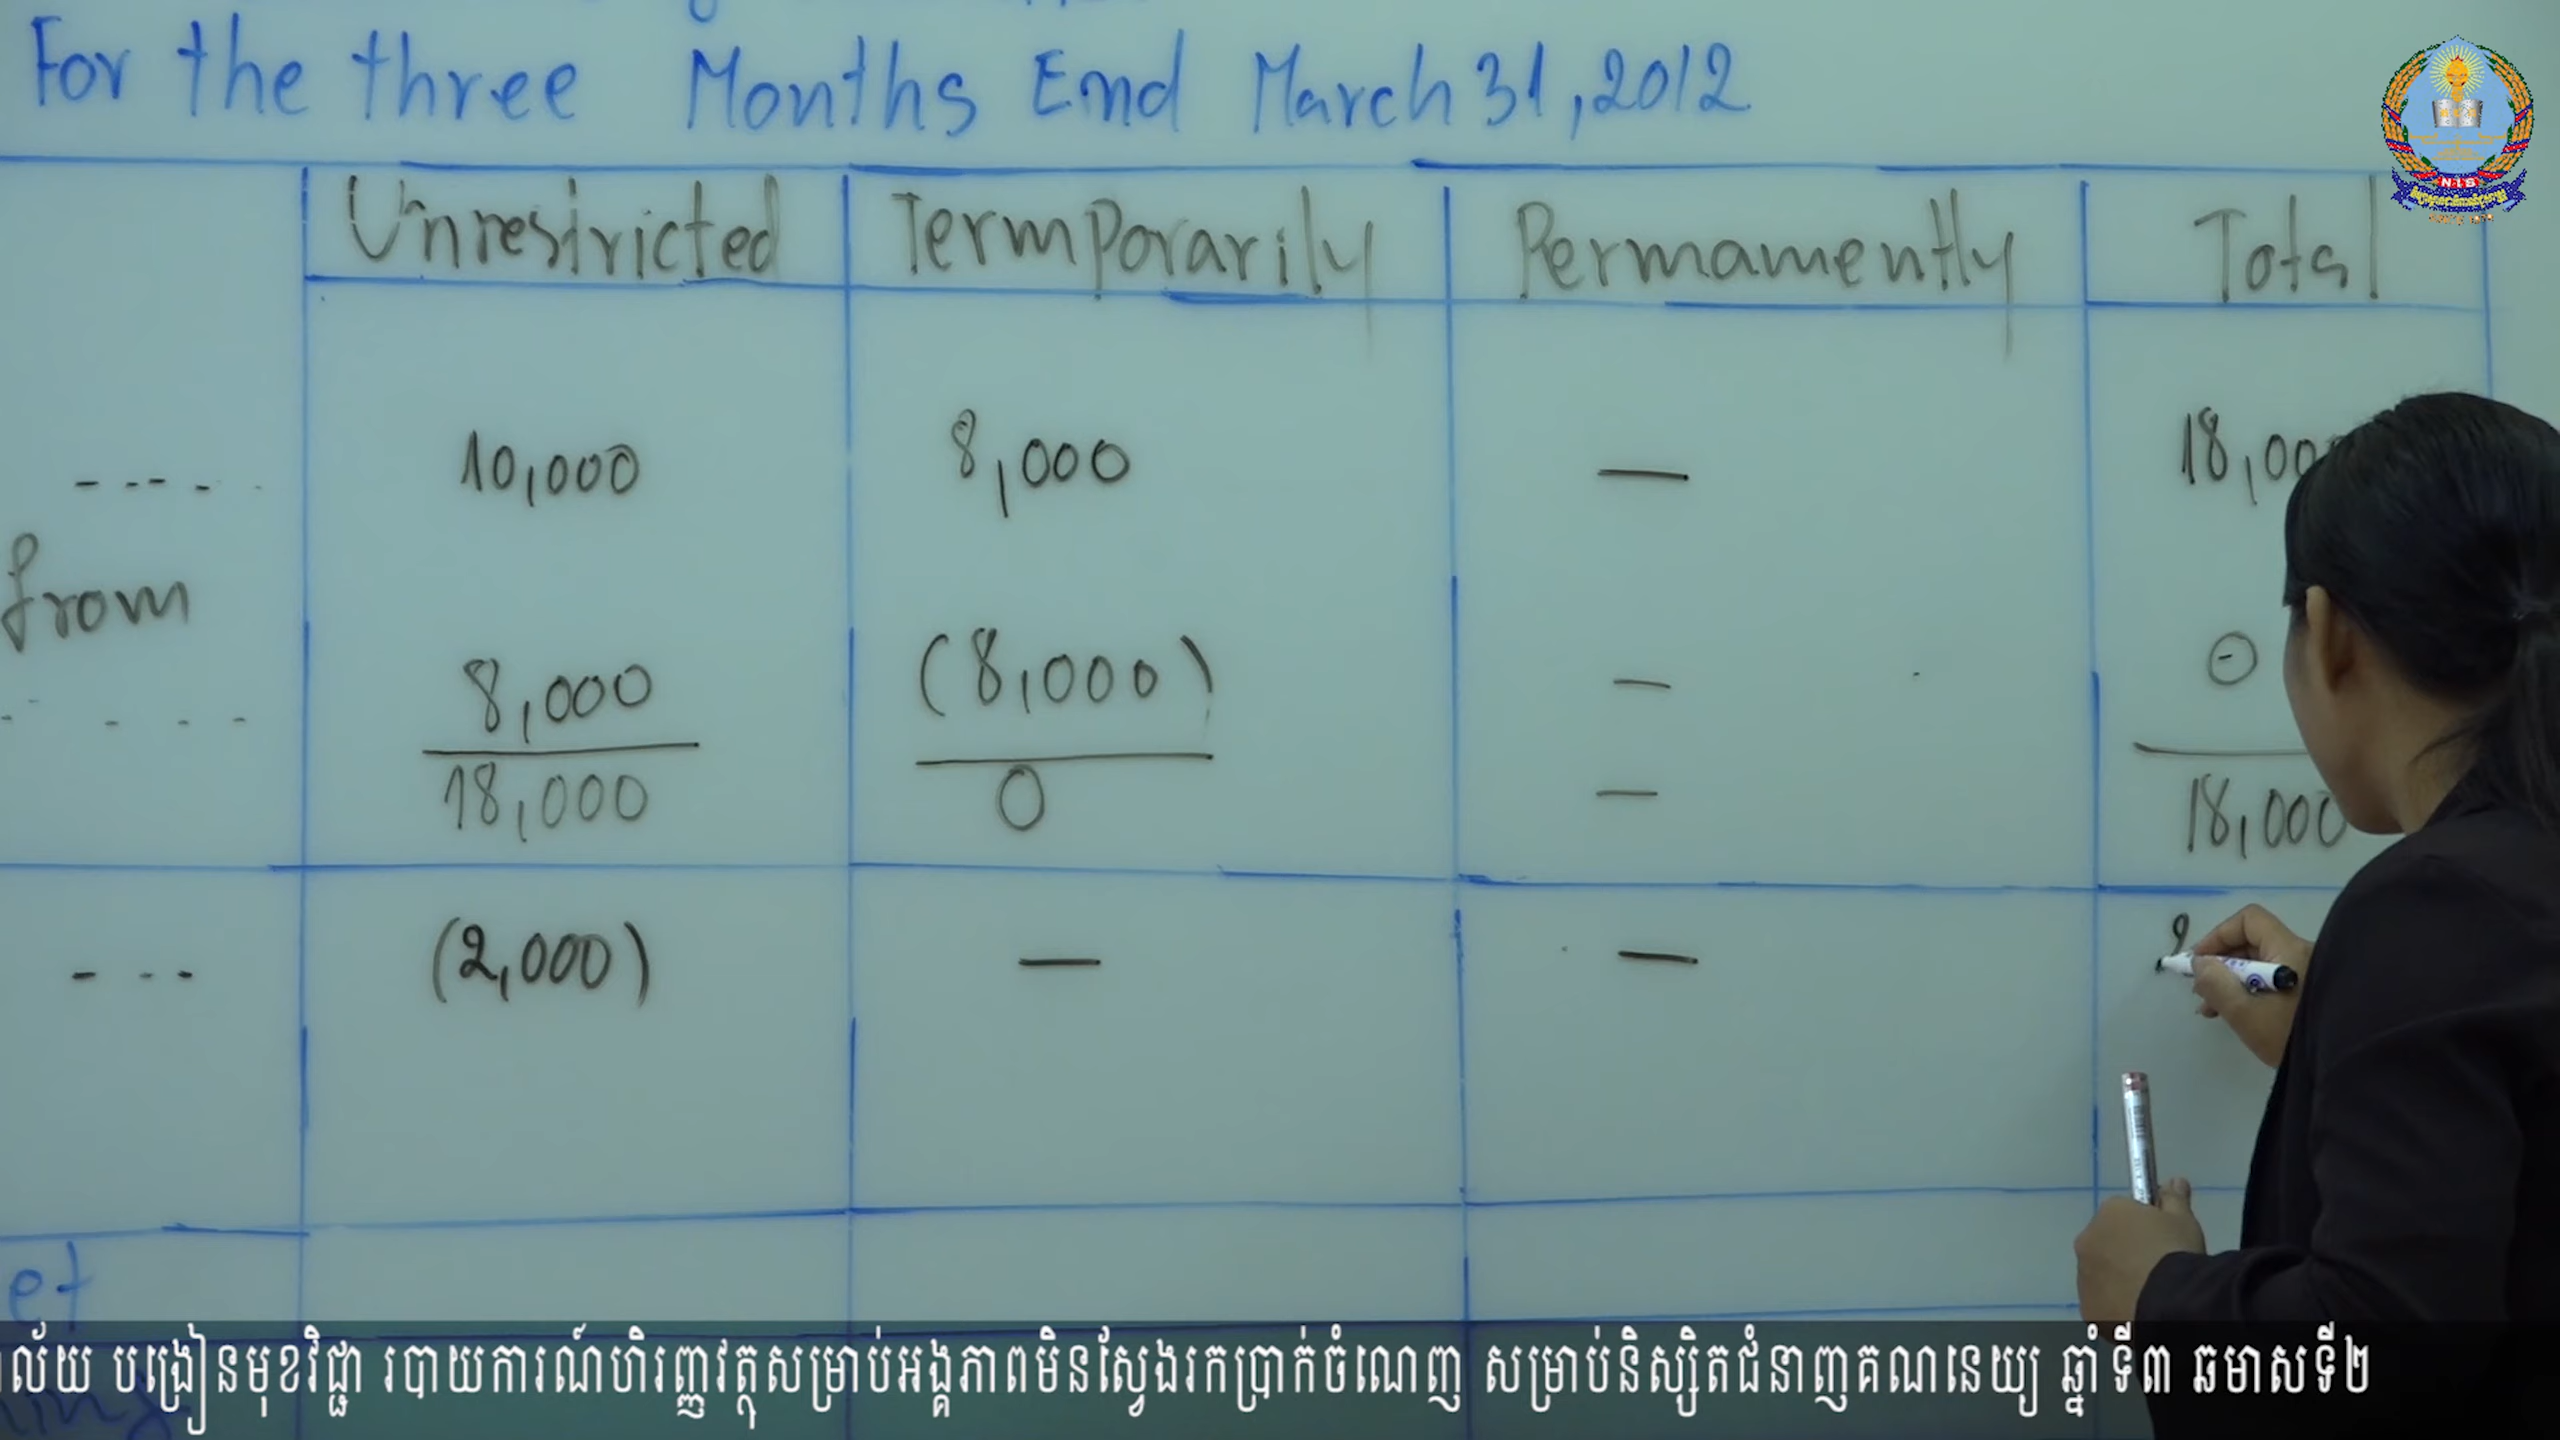 For the three Months End March 31, 2012
Unrestricted Termporarily Permamently Total
10,000 8,000 — 18,00
from
8,000 (8,000) — 0
18,000 0 — 18,000
(2,000) — —
et
បង្រៀនមុខវិជ្ជា របាយការណ៍ហិរញ្ញវត្ថុសម្រាប់អង្គភាពមិនស្វែងរកប្រាក់ចំណេញ សម្រាប់និស្សិតជំនាញគណនេយ្យ ឆ្នាំទី៣ ឆមាសទី២